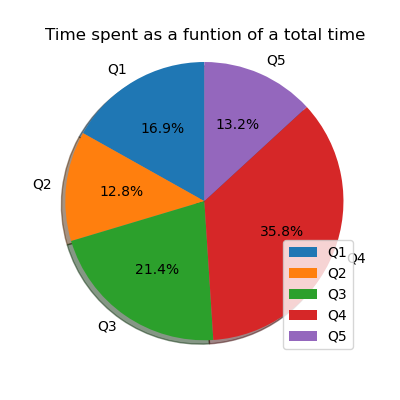 Time spent as a funtion of a total time
Q1
Q5
16.9%
13.2%
Q2
12.8%
35.8%
Q4
21.4%
Q3
Q1
Q2
Q3
Q4
Q5